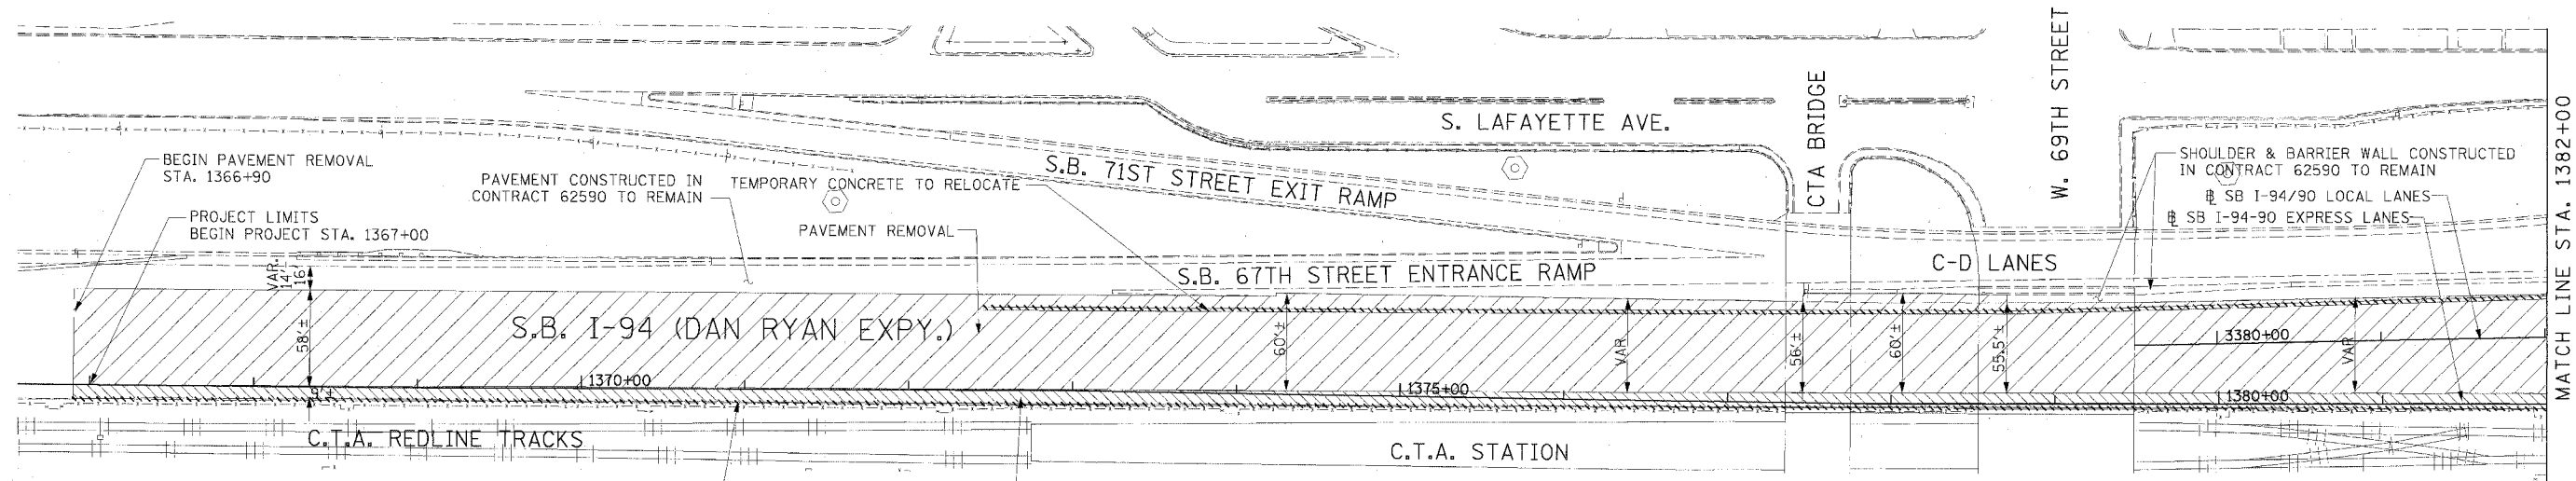 W. 69TH STREET
CTA BRIDGE
S. LAFAYETTE AVE.
MATCH LINE STA. 1382+00
BEGIN PAVEMENT REMOVAL
STA. 1366+90
PROJECT LIMITS
BEGIN PROJECT STA. 1367+00
PAVEMENT CONSTRUCTED IN
CONTRACT 62590 TO REMAIN
TEMPORARY CONCRETE TO RELOCATE
PAVEMENT REMOVAL
S.B. 71ST STREET EXIT RAMP
SHOULDER & BARRIER WALL CONSTRUCTED
IN CONTRACT 62590 TO REMAIN
SB I-94/90 LOCAL LANES
SB I-94-90 EXPRESS LANES
VAR.
14'-
16'
S.B. 67TH STREET ENTRANCE RAMP
C-D LANES
S.B. I-94 (DAN RYAN EXPY.)
58'±
60'±
VAR
56'±
60'±
55.5'±
3380+00
VAR
1370+00
1375+00
1380+00
9'±
C.T.A. REDLINE TRACKS
C.T.A. STATION